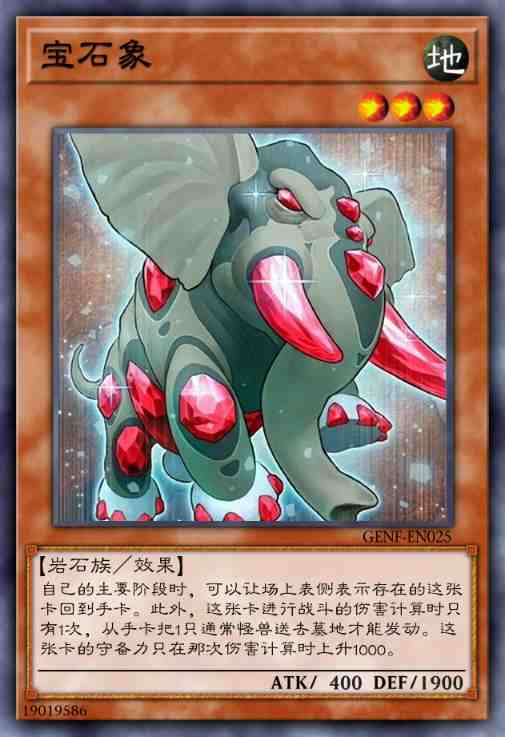 宝石象
地
GENF-EN025
【岩石族／效果】
自己的主要阶段时，可以让场上表侧表示存在的这张
卡回到手卡。此外，这张卡进行战斗的伤害计算时只
有1次，从手卡把1只通常怪兽送去墓地才能发动。这
张卡的守备力只在那次伤害计算时上升1000。
ATK/ 400 DEF/1900
19019586